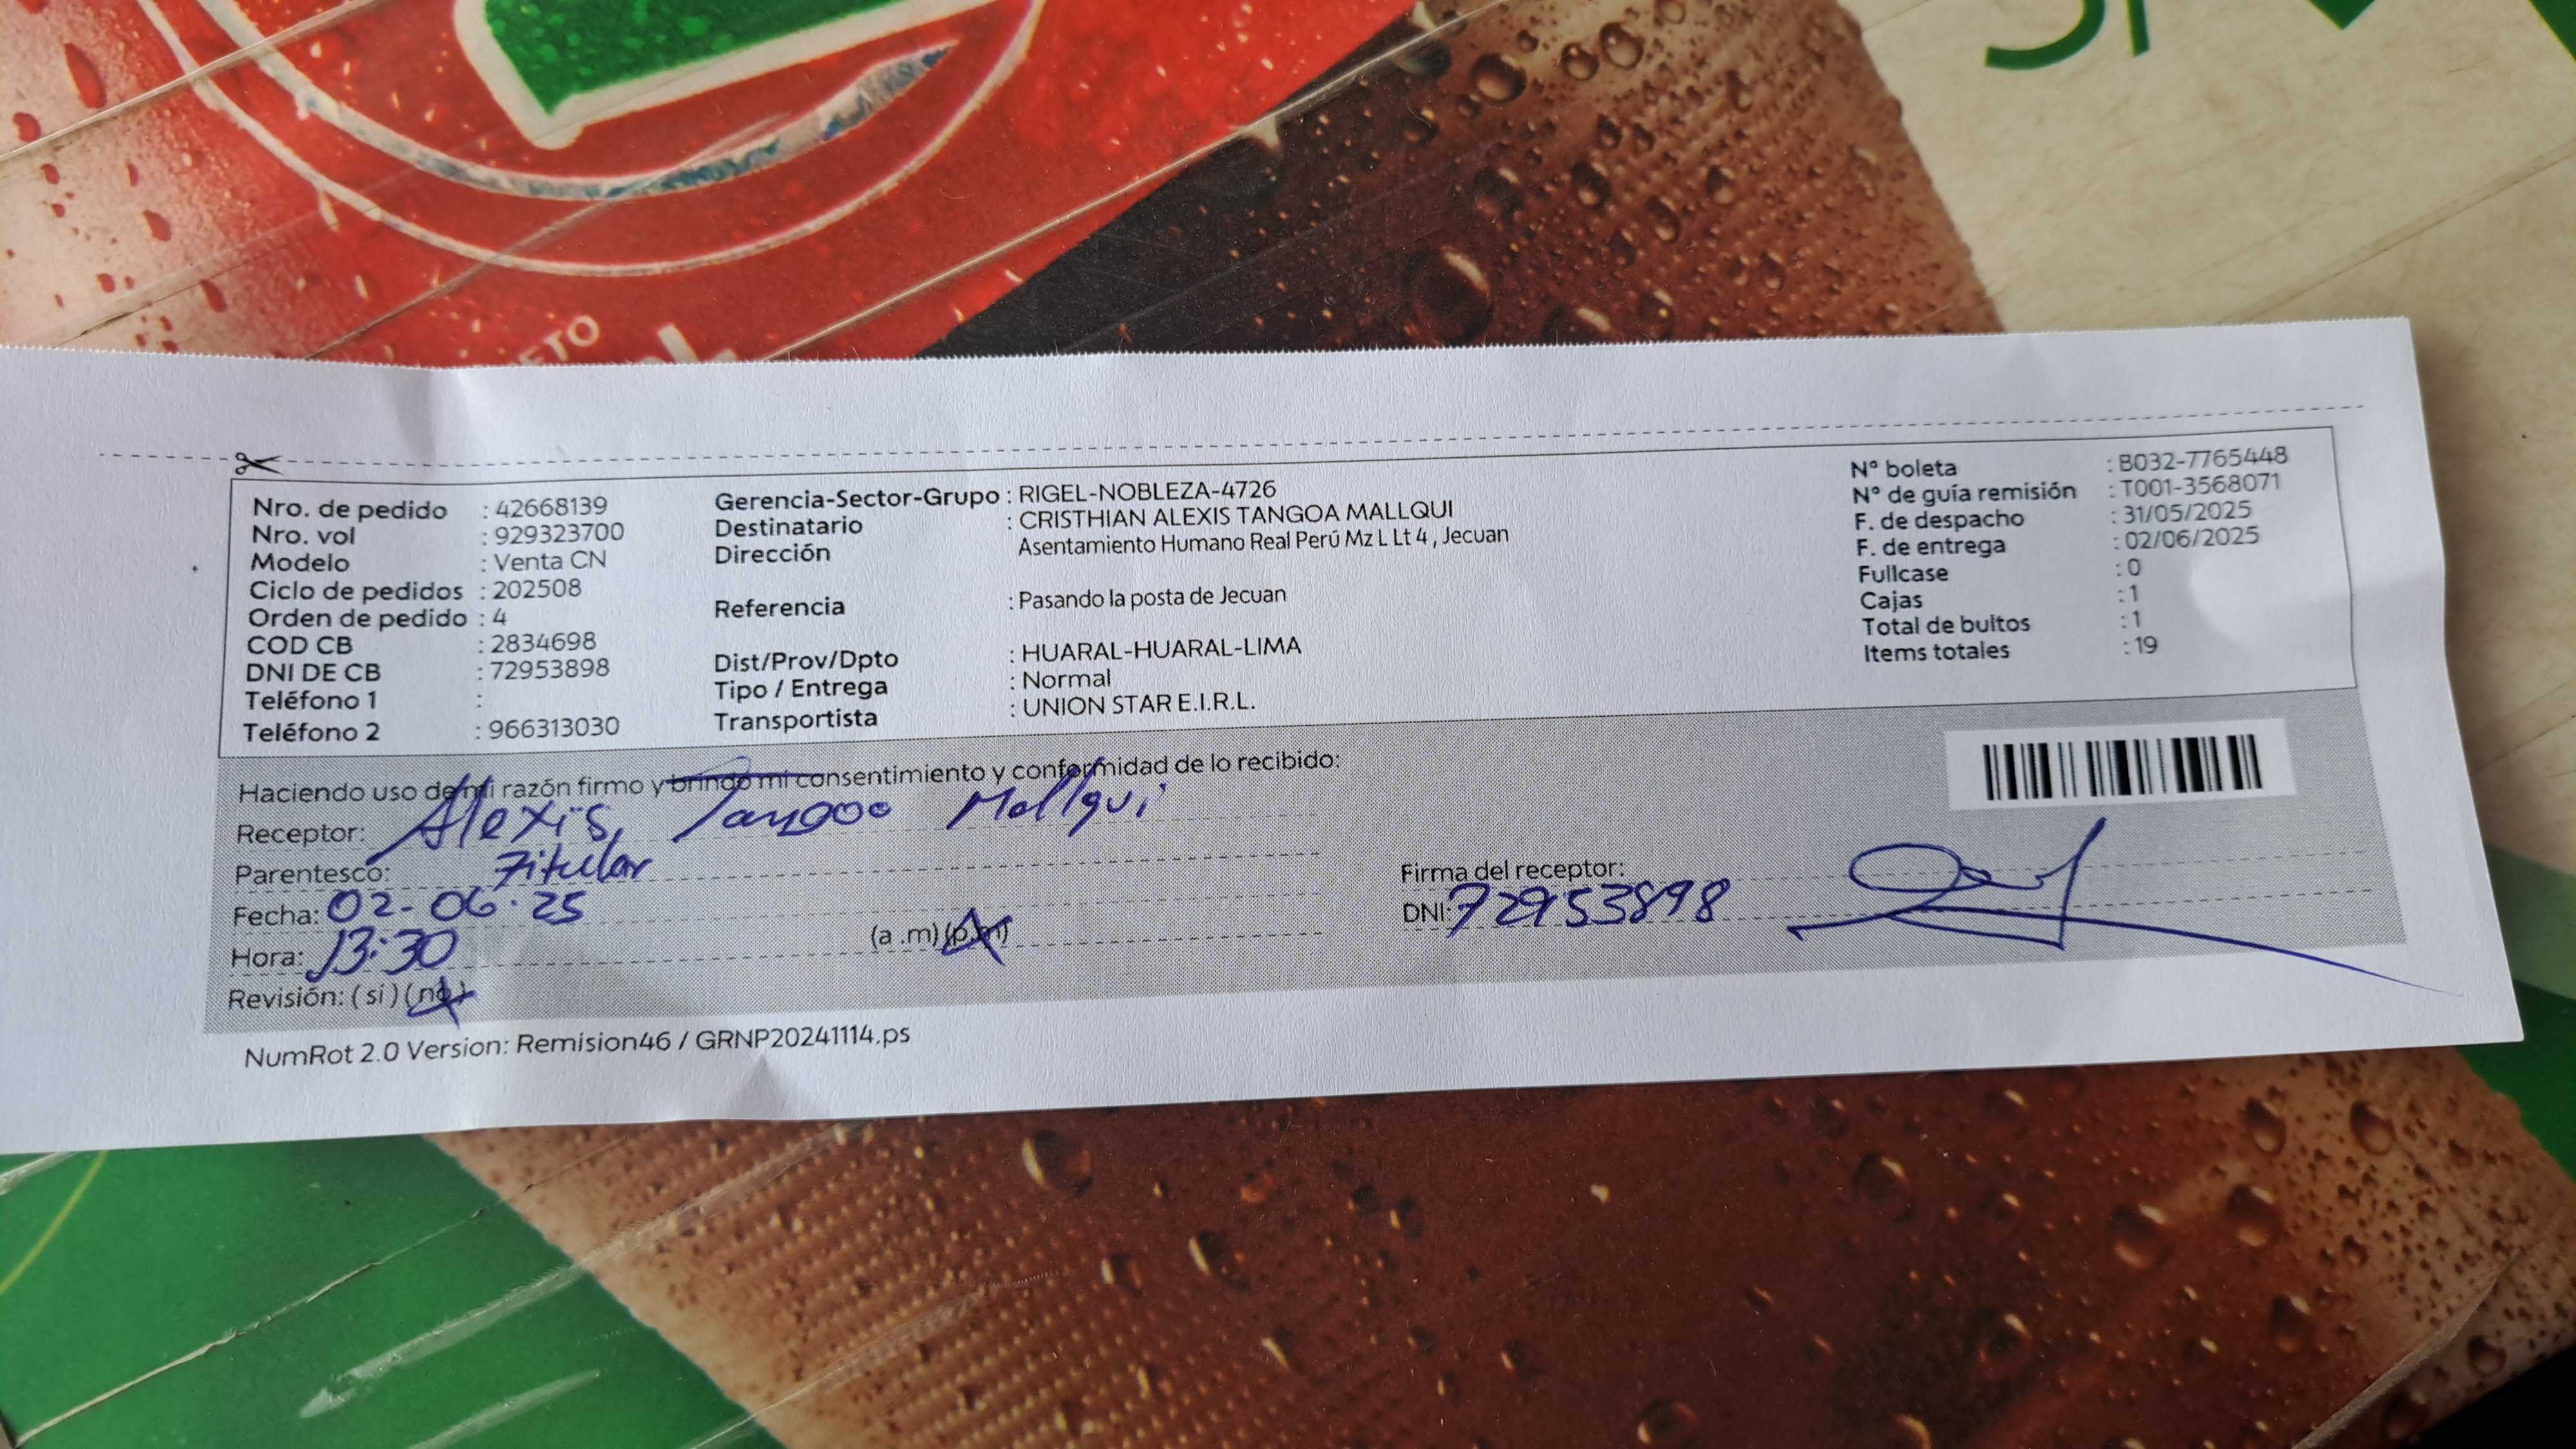 ETO
Nro. de pedido : 42668139
Nro. vol : 929323700
Modelo : Venta CN
Ciclo de pedidos : 202508
Orden de pedido : 4
COD CB : 2834698
DNI DE CB : 72953898
Teléfono 1 :
Teléfono 2 : 966313030
Gerencia-Sector-Grupo : RIGEL-NOBLEZA-4726
Destinatario : CRISTHIAN ALEXIS TANGOA MALLQUI
Dirección Asentamiento Humano Real Perú Mz L Lt 4 , Jecuan
Referencia : Pasando la posta de Jecuan
Dist/Prov/Dpto : HUARAL-HUARAL-LIMA
Tipo / Entrega : Normal
Transportista : UNION STAR E.I.R.L.
N° boleta : B032-7765448
N° de guía remisión : T001-3568071
F. de despacho : 31/05/2025
F. de entrega : 02/06/2025
Fullcase : 0
Cajas : 1
Total de bultos : 1
Items totales : 19
Haciendo uso de mi razón firmo y bringo mi consentimiento y conformidad de lo recibido:
Receptor: Alexis Tangoa Mallqui
Parentesco: Titular
Fecha: 02-06-25
Hora: 13:30 (a .m) (p.m)
Revisión: ( si ) ( no )
Firma del receptor:
DNI: 72953898
NumRot 2.0 Version: Remision46 / GRNP20241114.ps